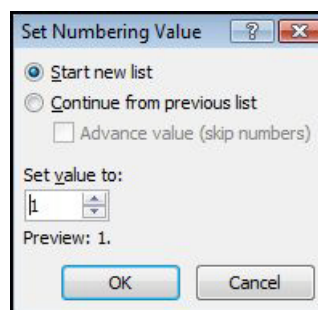 Set Numbering Value
Start new list
Continue from previous list
Advance value (skip numbers)
Set value to:
1
Preview: 1.
OK
Cancel